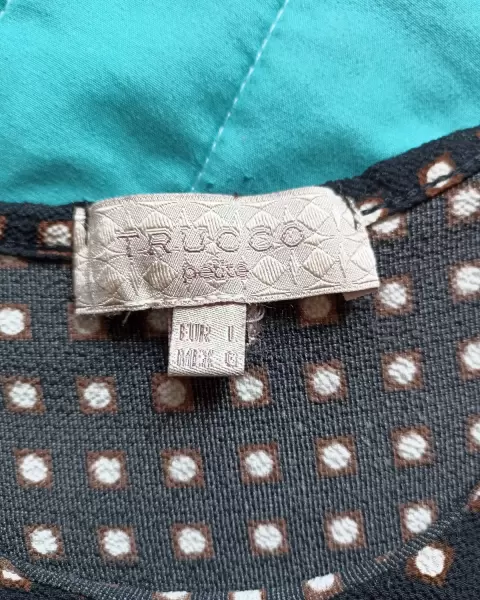 TRUCCO
petite
EUR L
MEX G